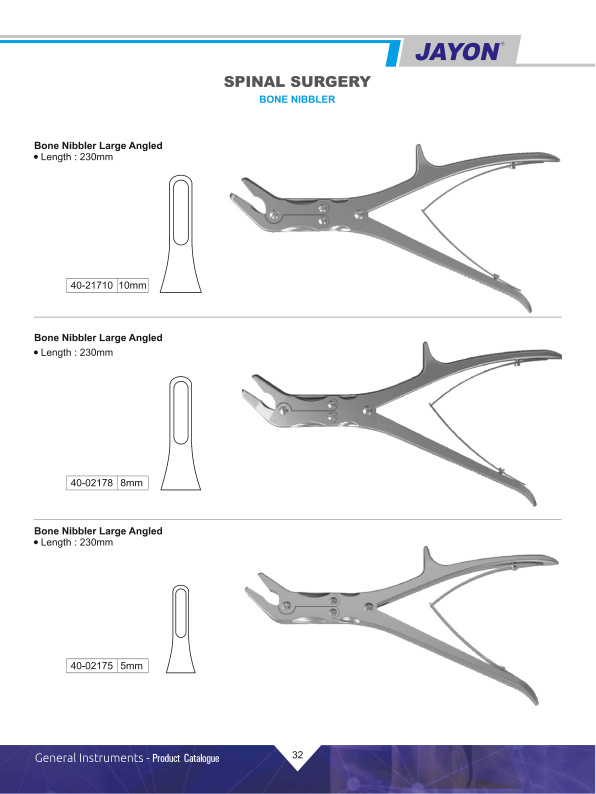 JAYON®
SPINAL SURGERY
BONE NIBBLER
Bone Nibbler Large Angled
• Length : 230mm
40-21710 10mm
Bone Nibbler Large Angled
• Length : 230mm
40-02178 8mm
Bone Nibbler Large Angled
• Length : 230mm
40-02175 5mm
General Instruments - Product Catalogue
32